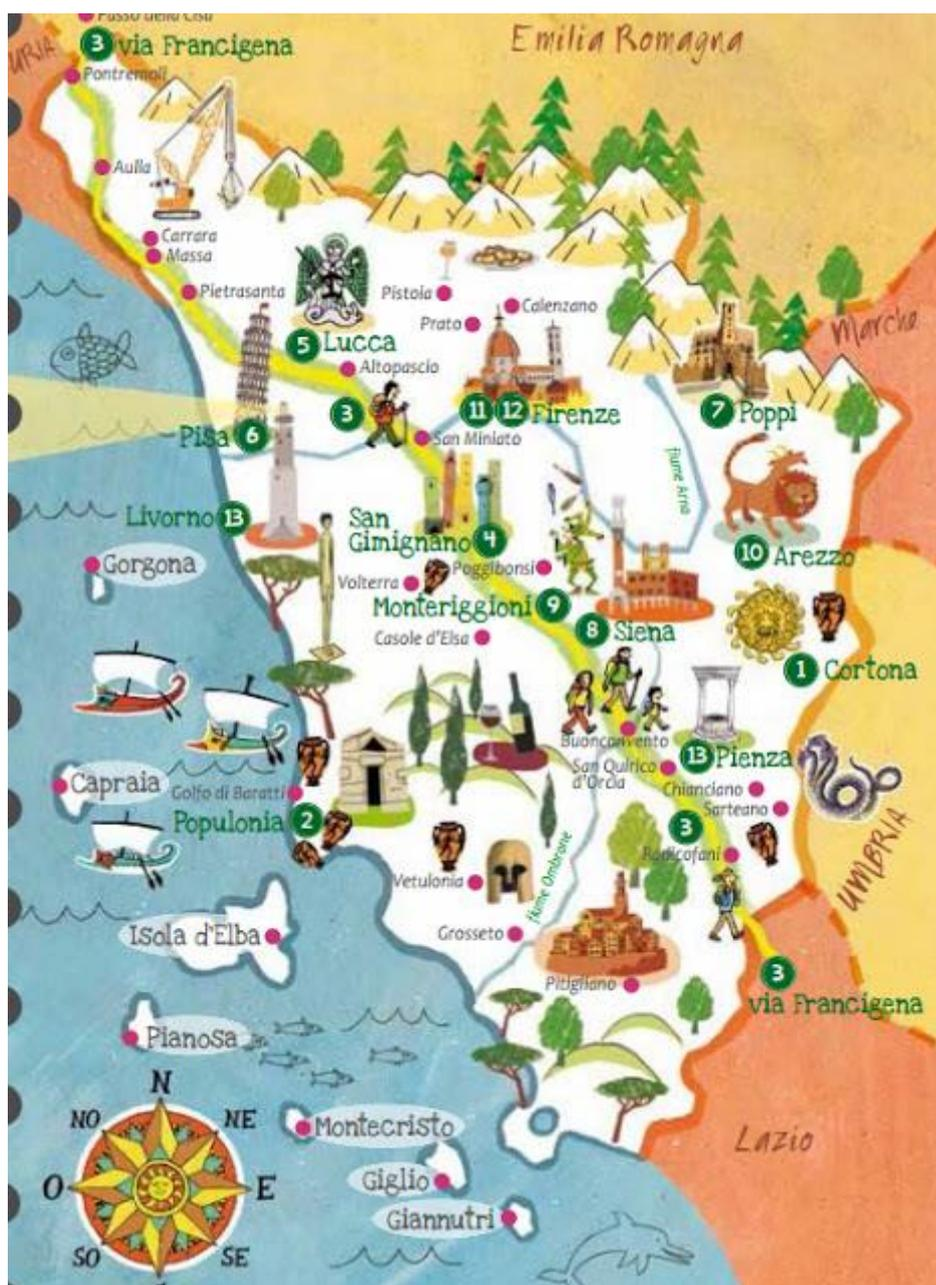 Passo della Cisa
3 via Francigena
Emilia Romagna
URIA
Pontremoli
Aulla
Carrara
Massa
Pietrasanta
Pistoia
Calenzano
Prato
Marche
5 Lucca
Altopascio
3
11 12 Firenze
7 Poppi
Pisa 6
San Miniato
fiume Arno
Livorno 13
San
Gimignano 4
10 Arezzo
Gorgona
Volterra
Poggibonsi
Monteriggioni 9
8 Siena
Casole d'Elsa
1 Cortona
Buonconvento
13 Pienza
San Quirico
d'Orcia
Chianciano
Sarteano
Capraia
Golfo di Baratti
Populonia 2
3
Radicofani
UMBRIA
Vetulonia
fiume Ombrone
Isola d'Elba
Grosseto
Pitigliano
3
via Francigena
Pianosa
Montecristo
Lazio
Giglio
Giannutri
N
NO NE
O E
SO SE